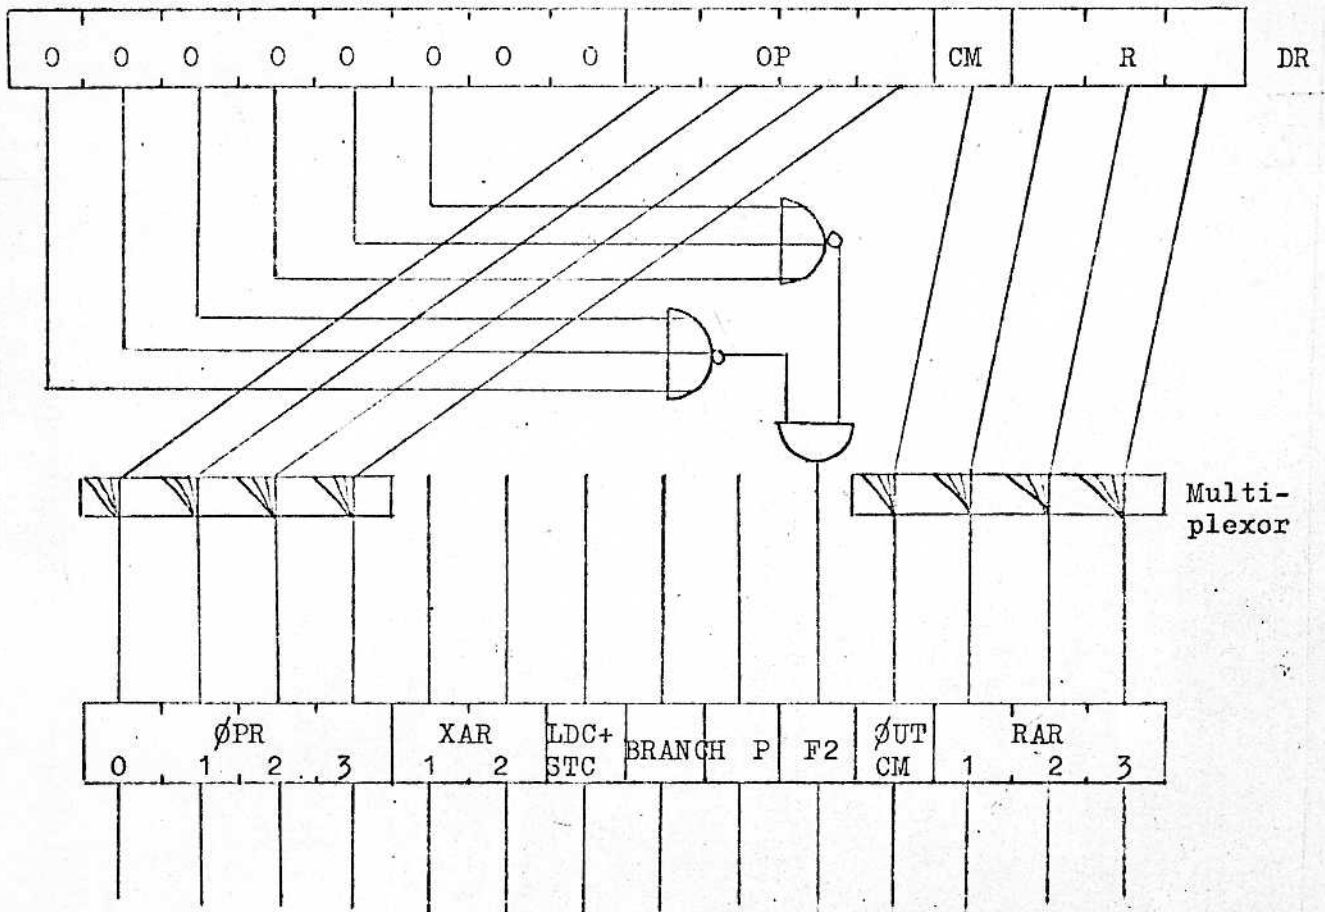 0 0 0 0 0 0 0 0 OP CM R DR
Multi-
plexor
ØPR XAR LDC+ BRANCH P F2 ØUT RAR
0 1 2 3 1 2 STC CM 1 2 3